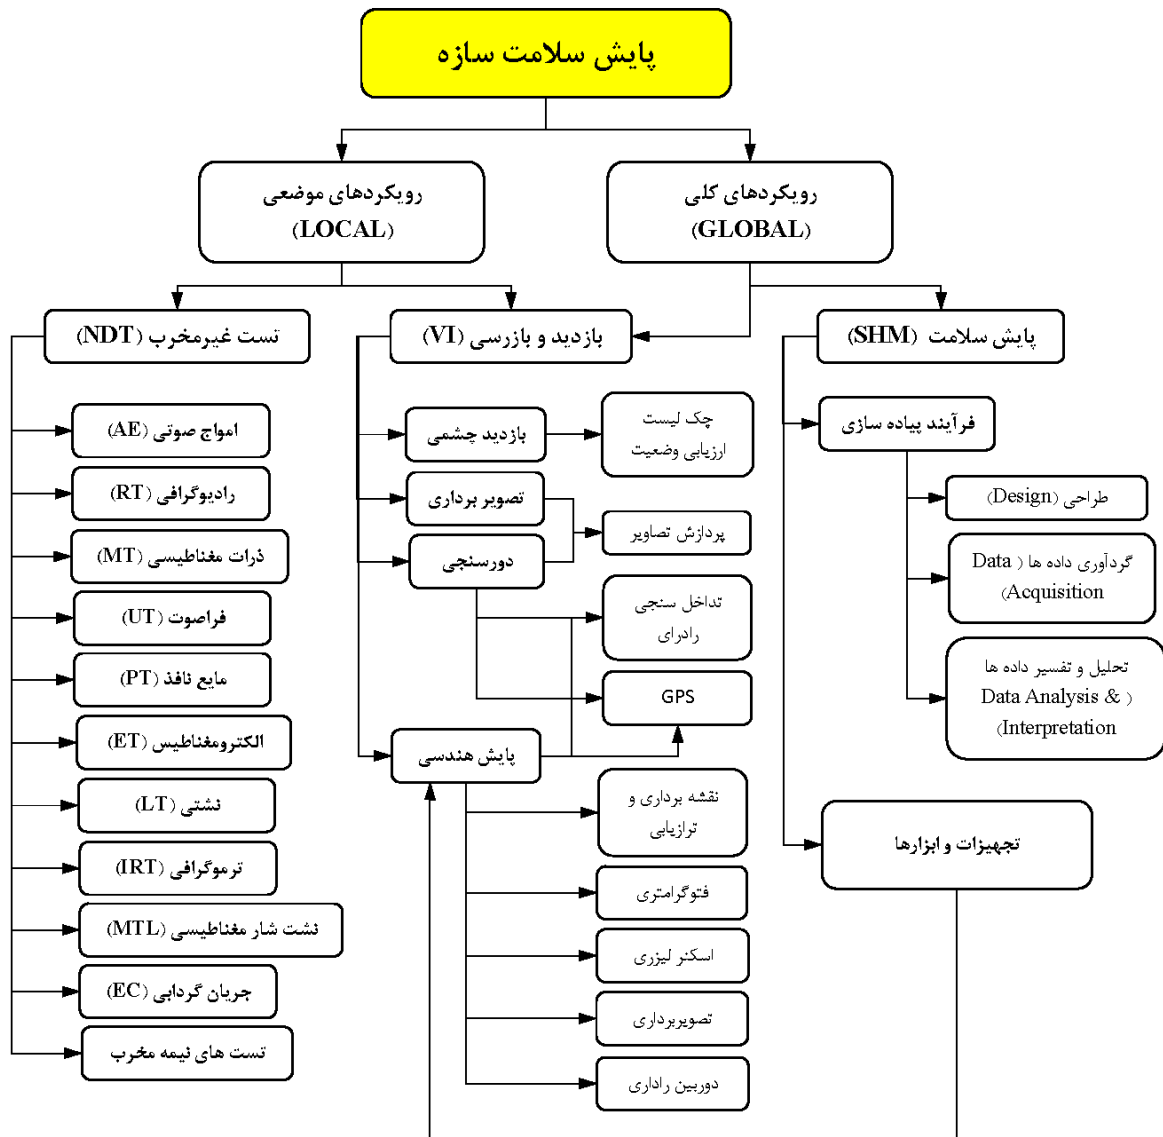 پایش سلامت سازه
رویکردهای کلی
(GLOBAL)
رویکردهای موضعی
(LOCAL)
پایش سلامت (SHM)
فرآیند پیاده سازی
طراحی (Design)
گردآوری داده ها (Data
Acquisition)
تحلیل و تفسیر داده ها
(Data Analysis &
Interpretation)
تجهیزات و ابزارها
بازدید و بازرسی (VI)
بازدید چشمی
چک لیست
ارزیابی وضعیت
تصویر برداری
پردازش تصاویر
دورسنجی
تداخل سنجی
رادرای
GPS
پایش هندسی
نقشه برداری و
ترازیابی
فتوگرامتری
اسکنر لیزری
تصویربرداری
دوربین راداری
تست غیرمخرب (NDT)
امواج صوتی (AE)
رادیوگرافی (RT)
ذرات مغناطیسی (MT)
فراصوت (UT)
مایع نافذ (PT)
الکترومغناطیس (ET)
نشتی (LT)
ترموگرافی (IRT)
نشت شار مغناطیسی (MTL)
جریان گردابی (EC)
تست های نیمه مخرب